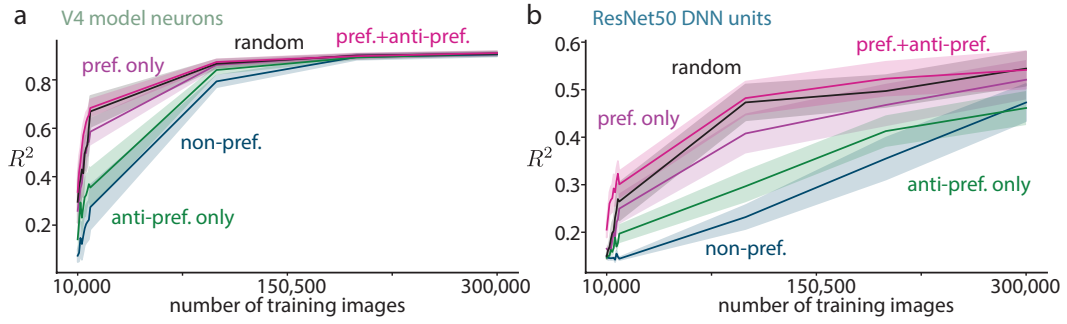 a
V4 model neurons
random
pref.+anti-pref.
pref. only
non-pref.
anti-pref. only
R²
0.8
0.6
0.4
0.2
10,000
150,500
300,000
number of training images
b
ResNet50 DNN units
pref.+anti-pref.
random
pref. only
anti-pref. only
non-pref.
R²
0.6
0.5
0.4
0.3
0.2
10,000
150,500
300,000
number of training images